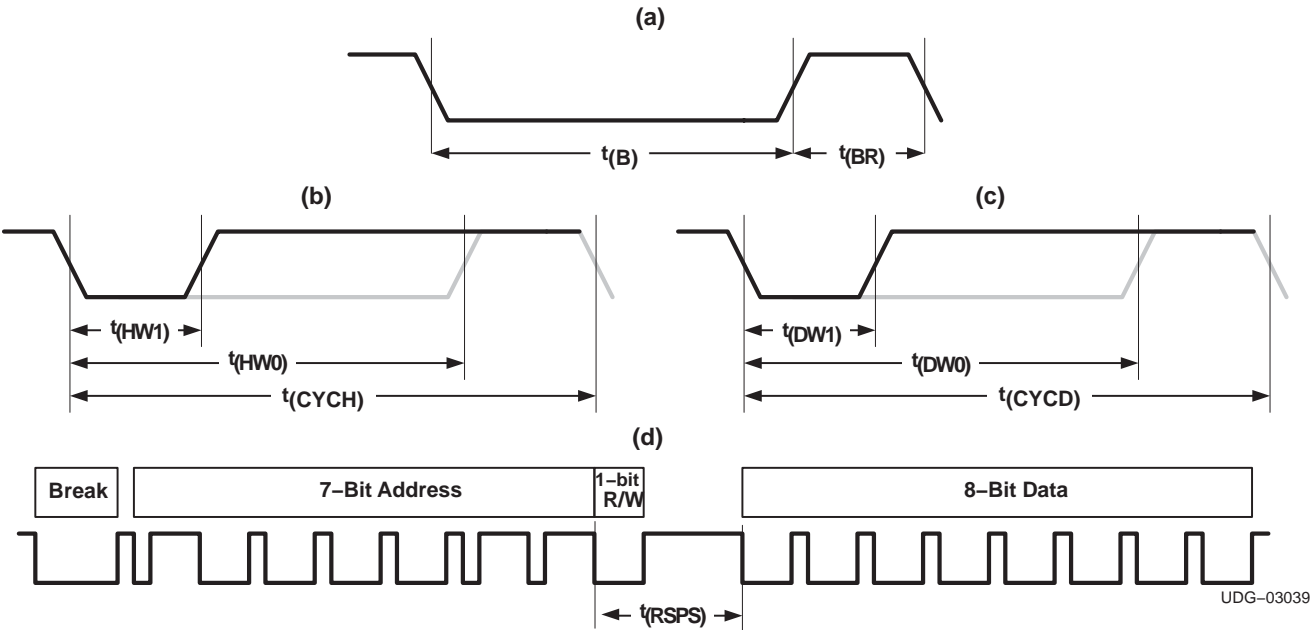 (a)
t(B)
t(BR)
(b)
(c)
t(HW1)
t(HW0)
t(CYCH)
t(DW1)
t(DW0)
t(CYCD)
(d)
Break
7−Bit Address
1−bit
R/W
8−Bit Data
t(RSPS)
UDG−03039